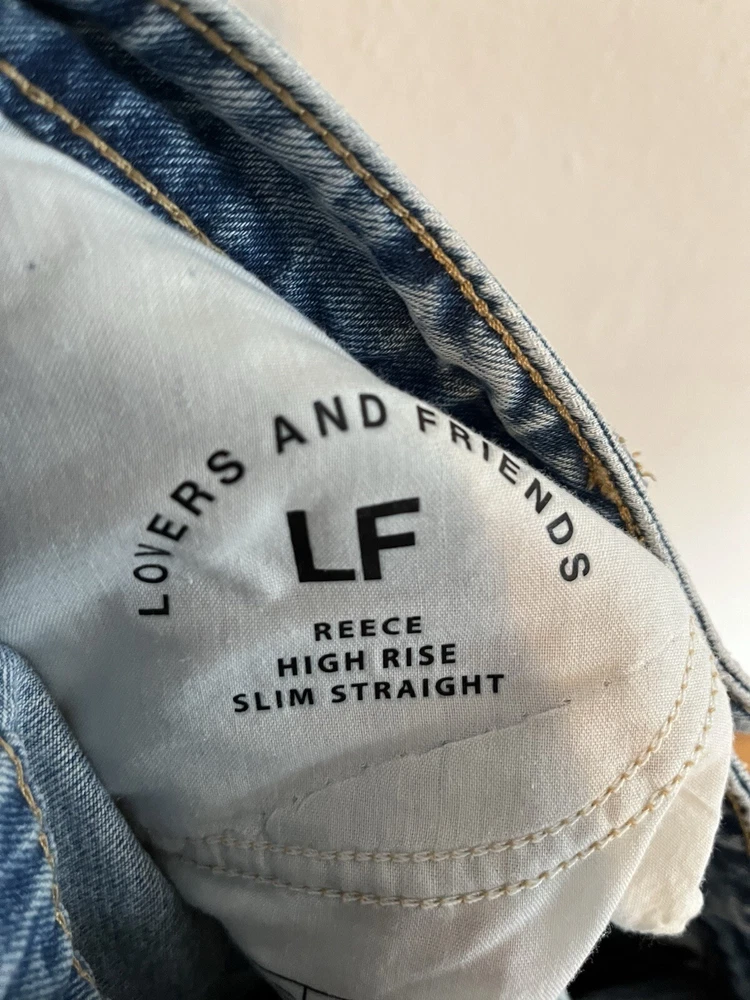 LOVERS AND FRIENDS
LF
REECE
HIGH RISE
SLIM STRAIGHT